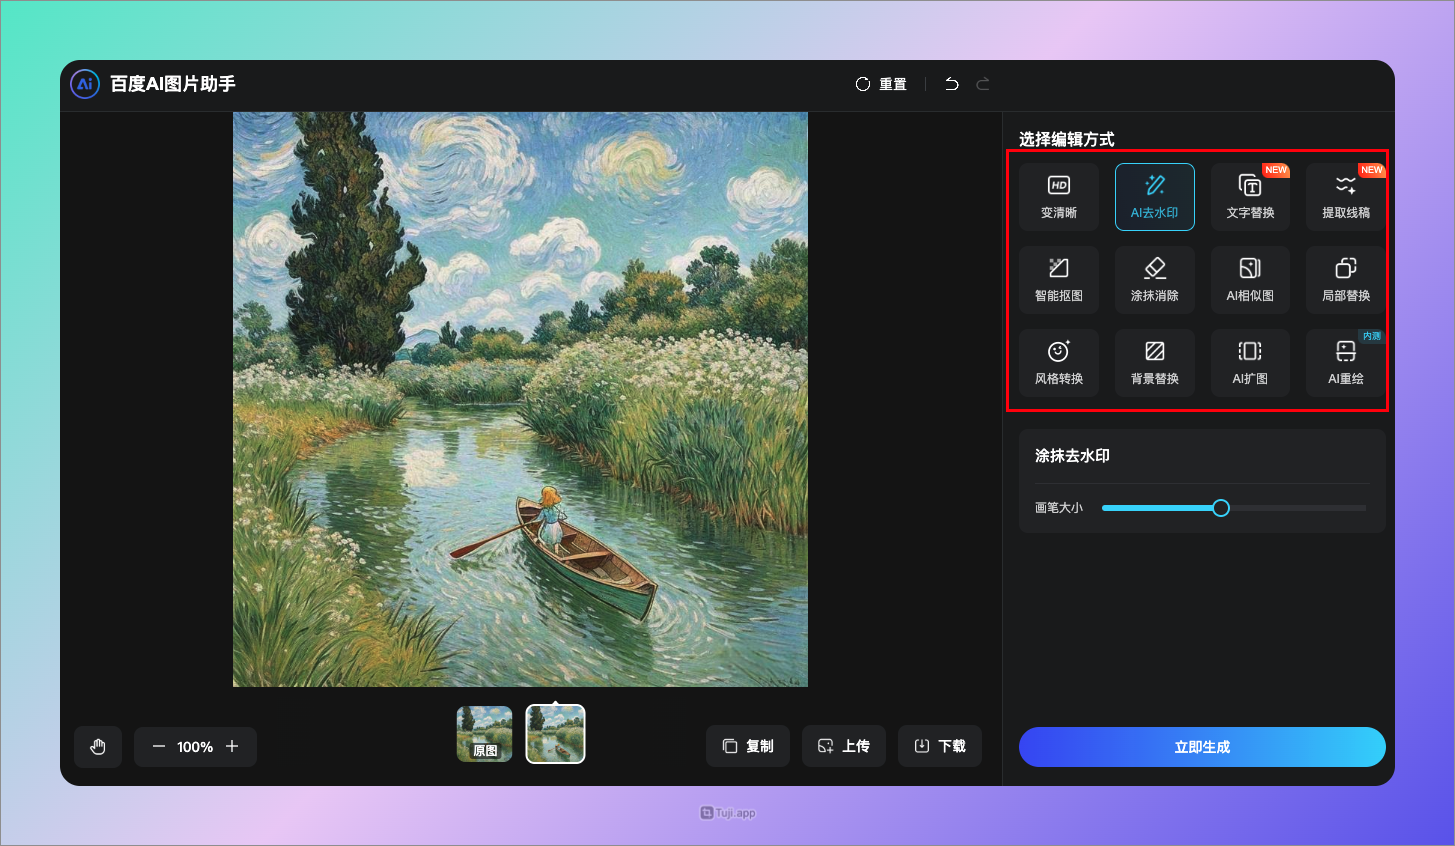 Ai 百度AI图片助手
重置
选择编辑方式
HD
变清晰
AI去水印
NEW
T
文字替换
NEW
提取线稿
智能抠图
涂抹消除
AI相似图
局部替换
风格转换
背景替换
AI扩图
内测
AI重绘
涂抹去水印
画笔大小
100%
原图
复制
上传
下载
立即生成
Tuji.app